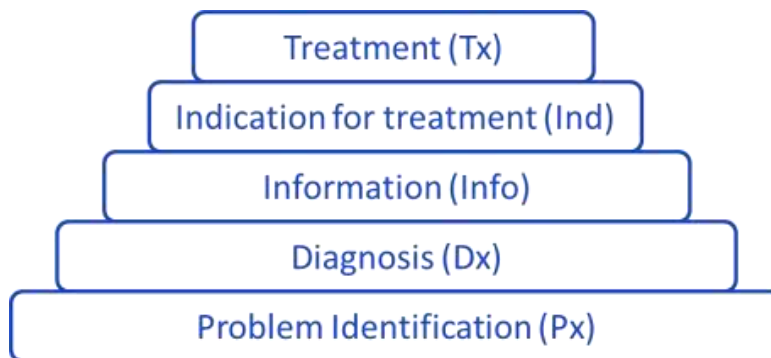 Treatment (Tx)
Indication for treatment (Ind)
Information (Info)
Diagnosis (Dx)
Problem Identification (Px)